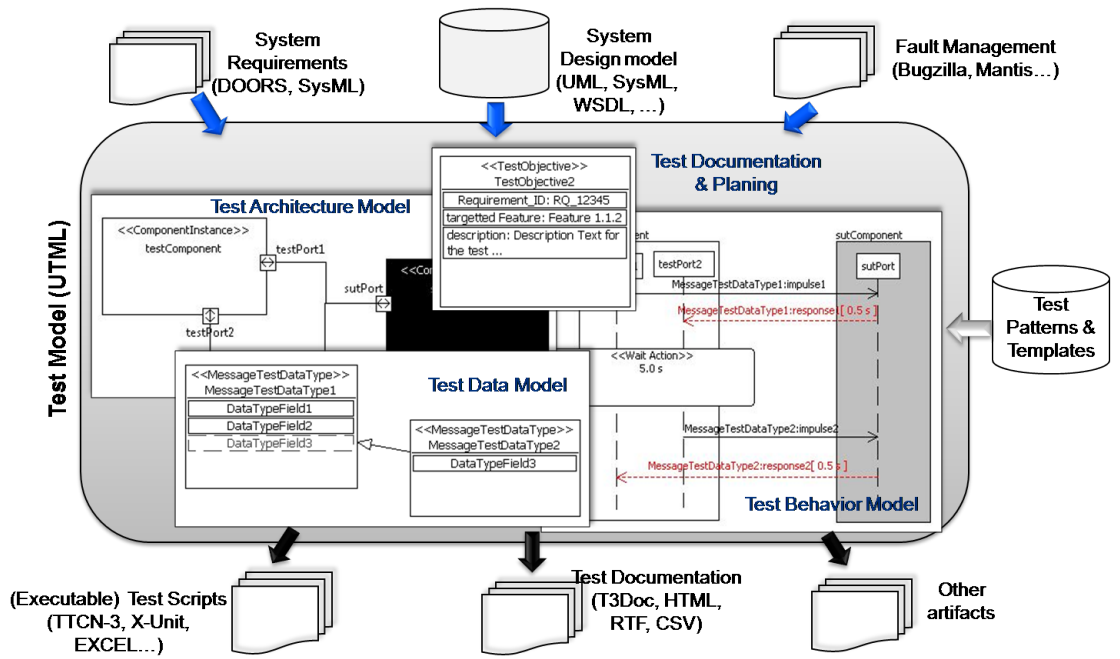 System
Requirements
(DOORS, SysML)
System
Design model
(UML, SysML,
WSDL, ...)
Fault Management
(Bugzilla, Mantis…)
Test Model (UTML)
Test Documentation
& Planing
<<TestObjective>>
TestObjective2
Requirement_ID: RQ_12345
targetted Feature: Feature 1.1.2
description: Description Text for
the test ...
Test Architecture Model
<<ComponentInstance>>
testComponent
testPort1
sutPort
testPort2
<<Co
sutComponent
testPort2
sutPort
MessageTestDataType1:impulse1
MessageTestDataType1:response1[ 0.5 s ]
<<Wait Action>>
5.0 s
MessageTestDataType2:impulse2
MessageTestDataType2:response2[ 0.5 s ]
Test Behavior Model
Test Data Model
<<MessageTestDataType>>
MessageTestDataType1
DataTypeField1
DataTypeField2
DataTypeField3
<<MessageTestDataType>>
MessageTestDataType2
DataTypeField3
Test
Patterns &
Templates
(Executable) Test Scripts
(TTCN-3, X-Unit,
EXCEL…)
Test Documentation
(T3Doc, HTML,
RTF, CSV)
Other
artifacts